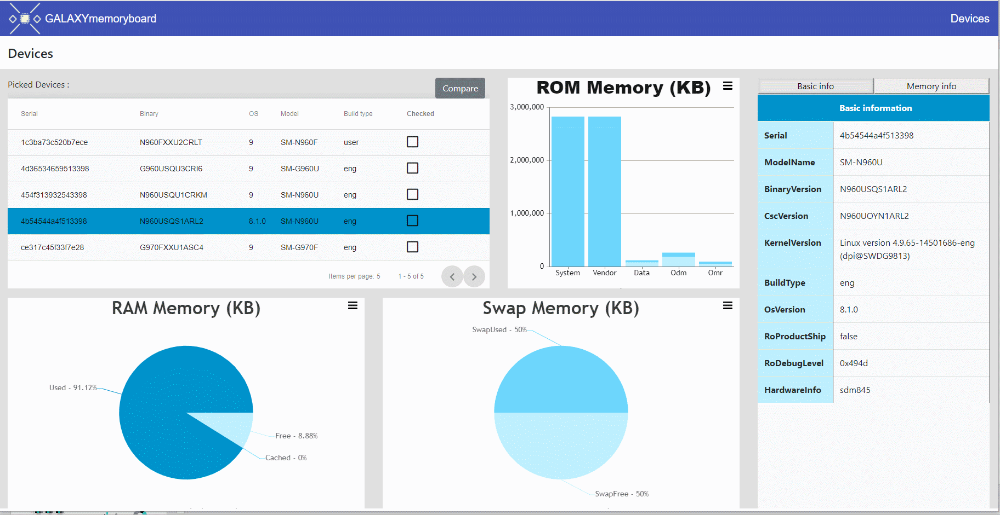 GALAXYmemoryboard
Devices
Devices
Picked Devices :
Compare
Serial Binary OS Model Build type Checked
1c3ba73c520b7ece N960FXXU2CRLT 9 SM-N960F user
4d36534659513398 G960USQU3CRI6 9 SM-G960U eng
454f313932543398 N960USQU1CRKM 9 SM-N960U eng
4b54544a4f513398 N960USQS1ARL2 8.1.0 SM-N960U eng
ce317c45f33f7e28 G970FXXU1ASC4 9 SM-G970F eng
Items per page: 5 1 - 5 of 5
ROM Memory (KB)
3,000,000
2,000,000
1,000,000
0
System Vendor Data Odm Omr
Basic info Memory info
Basic information
Serial 4b54544a4f513398
ModelName SM-N960U
BinaryVersion N960USQS1ARL2
CscVersion N960UOYN1ARL2
KernelVersion Linux version 4.9.65-14501686-eng
(dpi@SWDG9813)
BuildType eng
OsVersion 8.1.0
RoProductShip false
RoDebugLevel 0x494d
HardwareInfo sdm845
RAM Memory (KB)
Used - 91.12%
Free - 8.88%
Cached - 0%
Swap Memory (KB)
SwapUsed - 50%
SwapFree - 50%